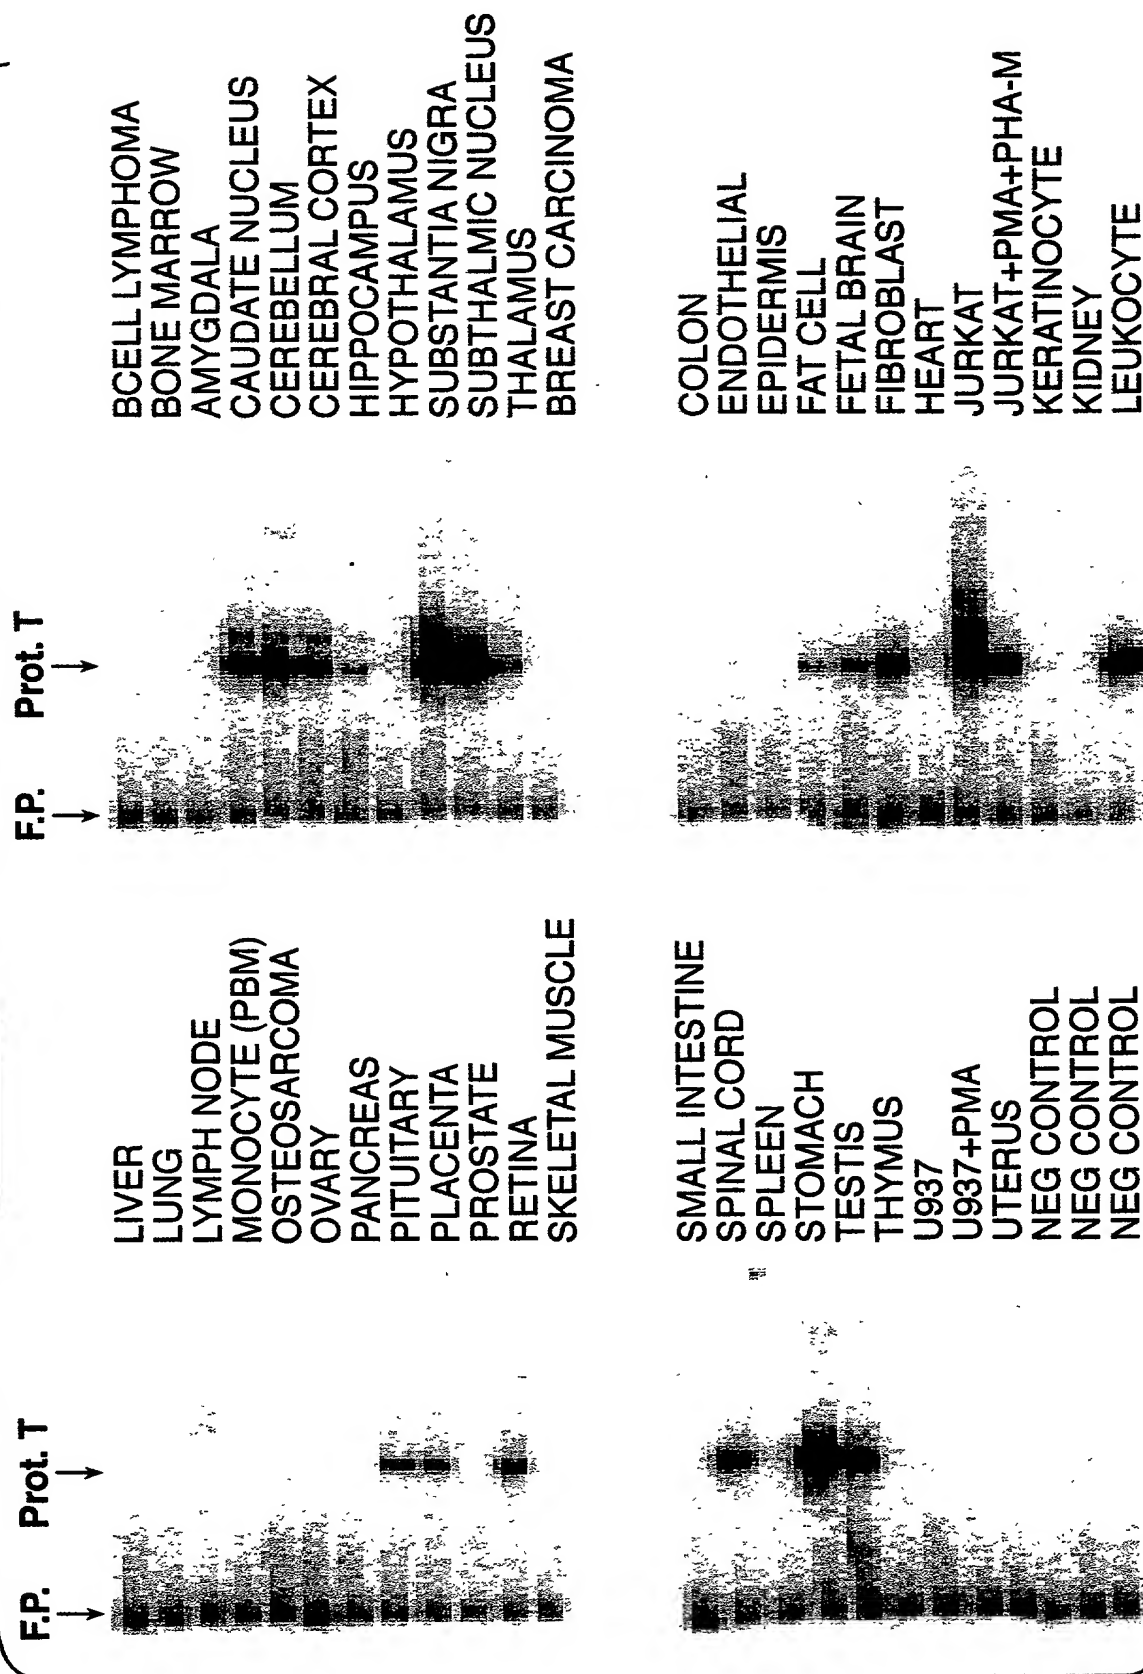 F.P.
Prot. T
BCELL LYMPHOMA
BONE MARROW
AMYGDALA
CAUDATE NUCLEUS
CEREBELLUM
CEREBRAL CORTEX
HIPPOCAMPUS
HYPOTHALAMUS
SUBSTANTIA NIGRA
SUBTHALMIC NUCLEUS
THALAMUS
BREAST CARCINOMA
COLON
ENDOTHELIAL
EPIDERMIS
FAT CELL
FETAL BRAIN
FIBROBLAST
HEART
JURKAT
JURKAT+PMA+PHA-M
KERATINOCYTE
KIDNEY
LEUKOCYTE
F.P.
Prot. T
LIVER
LUNG
LYMPH NODE
MONOCYTE (PBM)
OSTEOSARCOMA
OVARY
PANCREAS
PITUITARY
PLACENTA
PROSTATE
RETINA
SKELETAL MUSCLE
SMALL INTESTINE
SPINAL CORD
SPLEEN
STOMACH
TESTIS
THYMUS
U937
U937+PMA
UTERUS
NEG CONTROL
NEG CONTROL
NEG CONTROL